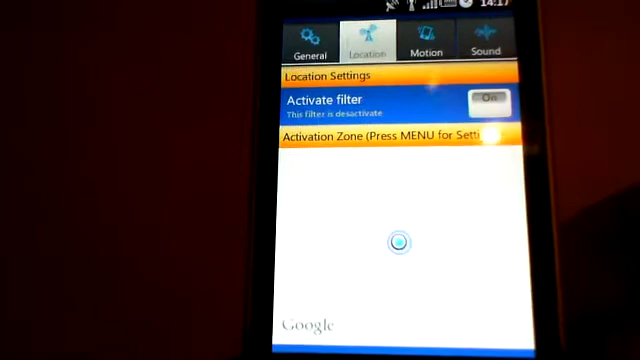 14:17
General Location Motion Sound
Location Settings
Activate filter
On
This filter is desactivate
Activation Zone (Press MENU for Setti
Google